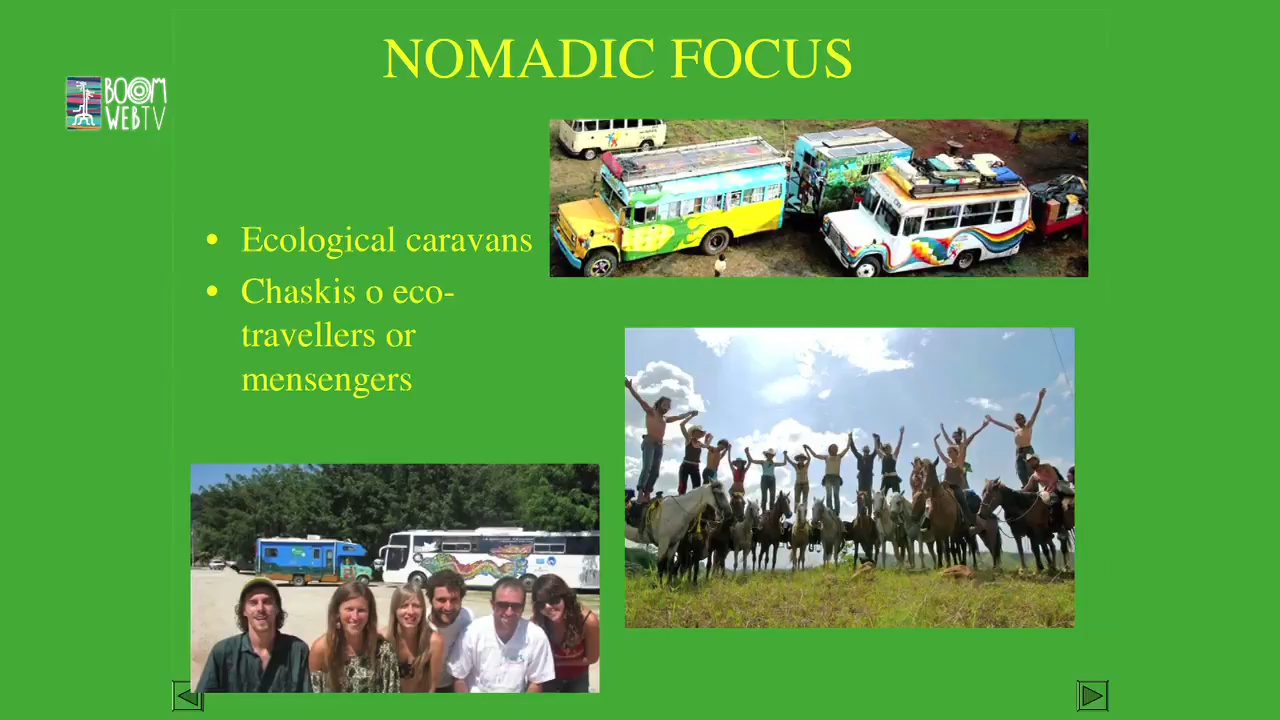 NOMADIC FOCUS
BOOM
WEBTV
• Ecological caravans
• Chaskis o eco-
travellers or
mensengers